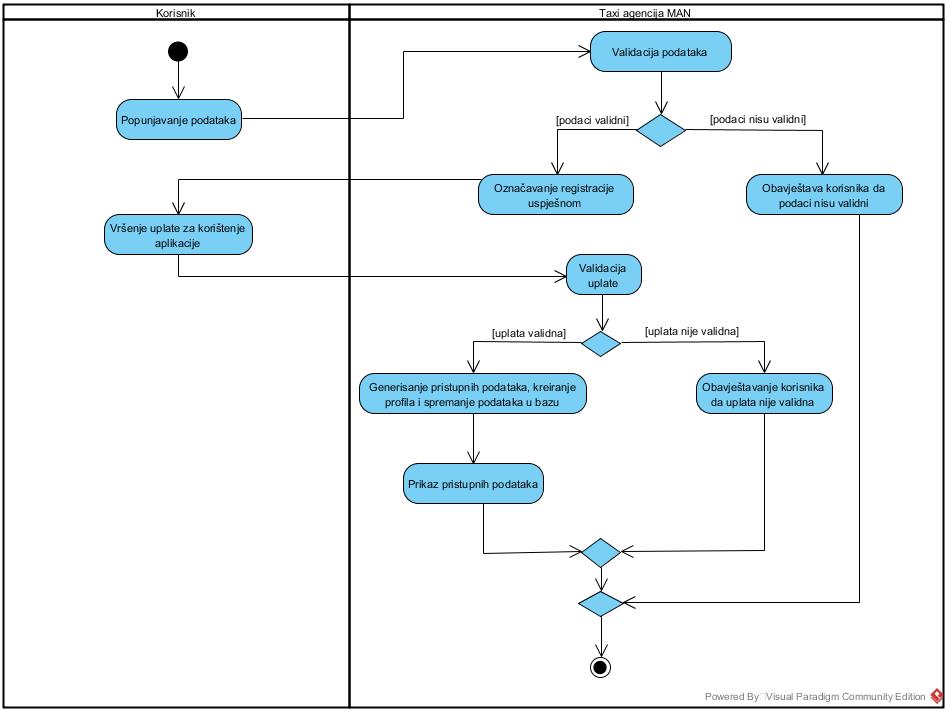 Korisnik
Taxi agencija MAN
Validacija podataka
Popunjavanje podataka
[podaci validni]
[podaci nisu validni]
Označavanje registracije
uspješnom
Obavještava korisnika da
podaci nisu validni
Vršenje uplate za korištenje
aplikacije
Validacija
uplate
[uplata validna]
[uplata nije validna]
Generisanje pristupnih podataka, kreiranje
profila i spremanje podataka u bazu
Obavještavanje korisnika
da uplata nije validna
Prikaz pristupnih podataka
Powered By Visual Paradigm Community Edition